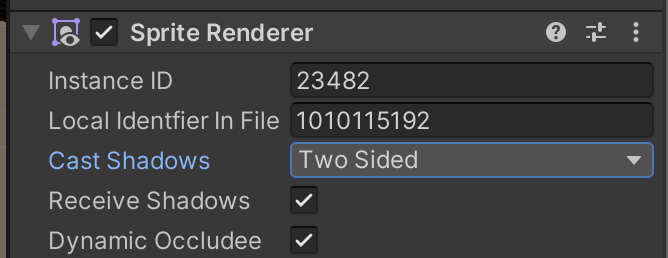 Sprite Renderer
Instance ID 23482
Local Identfier In File 1010115192
Cast Shadows Two Sided
Receive Shadows
Dynamic Occludee